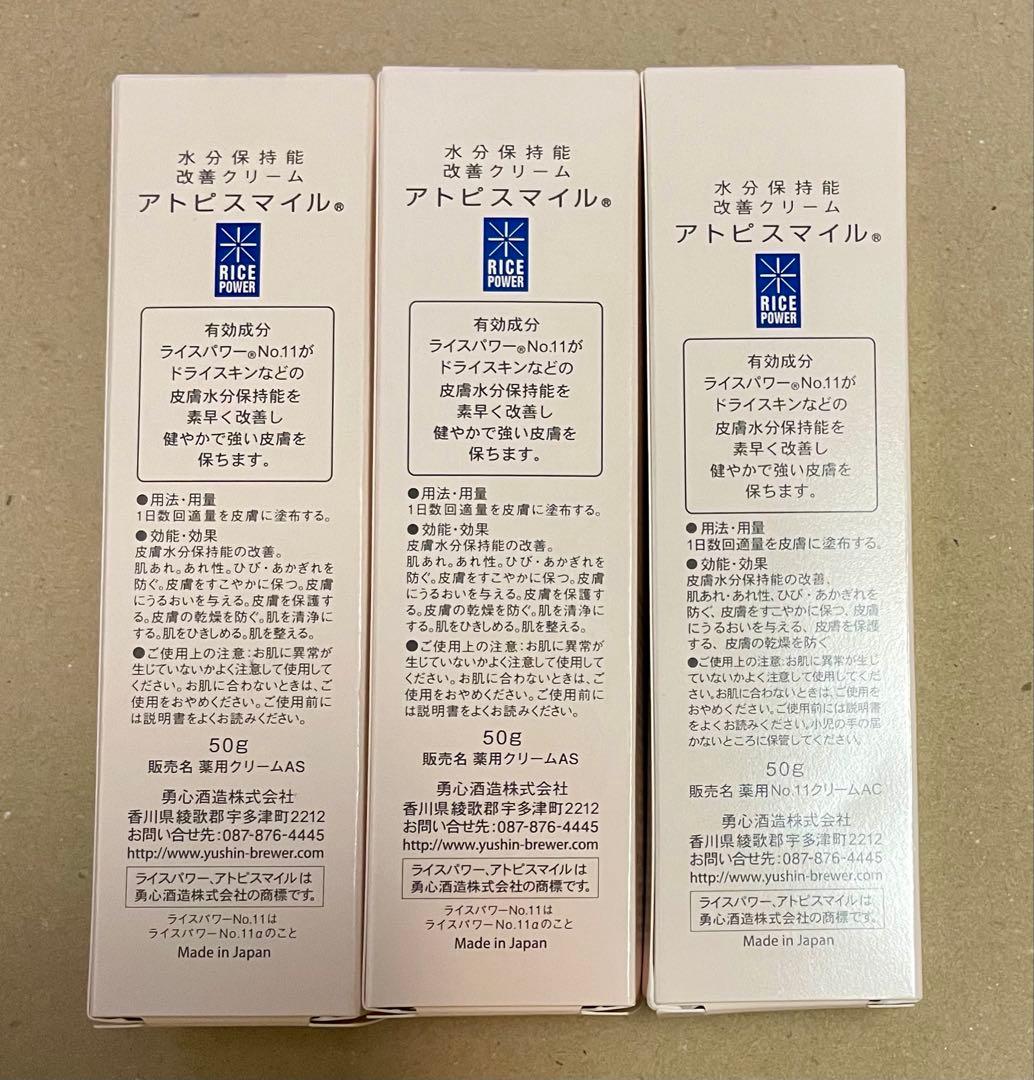 水分保持能
改善クリーム
アトピスマイル®
RICE
POWER
有効成分
ライスパワー®No.11が
ドライスキンなどの
皮膚水分保持能を
素早く改善し
健やかで強い皮膚を
保ちます。
●用法・用量
1日数回適量を皮膚に塗布する。
●効能・効果
皮膚水分保持能の改善。
肌あれ。あれ性。ひび・あかぎれを
防ぐ。皮膚をすこやかに保つ。皮膚
にうるおいを与える。皮膚を保護す
る。皮膚の乾燥を防ぐ。肌を清浄に
する。肌をひきしめる。肌を整える。
●ご使用上の注意：お肌に異常が
生じていないかよく注意して使用して
ください。お肌に合わないときは、ご
使用をおやめください。ご使用前に
は説明書をよくお読みください。
50g
販売名 薬用クリームAS
勇心酒造株式会社
香川県綾歌郡宇多津町2212
お問い合せ先：087-876-4445
http://www.yushin-brewer.com
ライスパワー、アトピスマイルは
勇心酒造株式会社の商標です。
ライスパワーNo.11は
ライスパワーNo.11αのこと
Made in Japan
水分保持能
改善クリーム
アトピスマイル®
RICE
POWER
有効成分
ライスパワー®No.11が
ドライスキンなどの
皮膚水分保持能を
素早く改善し
健やかで強い皮膚を
保ちます。
●用法・用量
1日数回適量を皮膚に塗布する。
●効能・効果
皮膚水分保持能の改善。
肌あれ。あれ性。ひび・あかぎれを
防ぐ。皮膚をすこやかに保つ。皮膚
にうるおいを与える。皮膚を保護す
る。皮膚の乾燥を防ぐ。肌を清浄に
する。肌をひきしめる。肌を整える。
●ご使用上の注意：お肌に異常が
生じていないかよく注意して使用して
ください。お肌に合わないときは、ご
使用をおやめください。ご使用前に
は説明書をよくお読みください。
50g
販売名 薬用クリームAS
勇心酒造株式会社
香川県綾歌郡宇多津町2212
お問い合せ先：087-876-4445
http://www.yushin-brewer.com
ライスパワー、アトピスマイルは
勇心酒造株式会社の商標です。
ライスパワーNo.11は
ライスパワーNo.11αのこと
Made in Japan
水分保持能
改善クリーム
アトピスマイル®
RICE
POWER
有効成分
ライスパワー®No.11が
ドライスキンなどの
皮膚水分保持能を
素早く改善し
健やかで強い皮膚を
保ちます。
●用法・用量
1日数回適量を皮膚に塗布する。
●効能・効果
皮膚水分保持能の改善、
肌あれ・あれ性、ひび・あかぎれを
防ぐ、皮膚をすこやかに保つ、皮膚
にうるおいを与える、皮膚を保護
する、皮膚の乾燥を防ぐ
●ご使用上の注意：お肌に異常が生じ
ていないかよく注意して使用してくだ
さい。お肌に合わないときは、ご使用を
おやめください。ご使用前には説明書
をよくお読みください。小児の手の届
かないところに保管してください。
50g
販売名 薬用No.11クリームAC
勇心酒造株式会社
香川県綾歌郡宇多津町2212
お問い合せ先：087-876-4445
http://www.yushin-brewer.com
ライスパワー、アトピスマイルは
勇心酒造株式会社の商標です。
Made in Japan